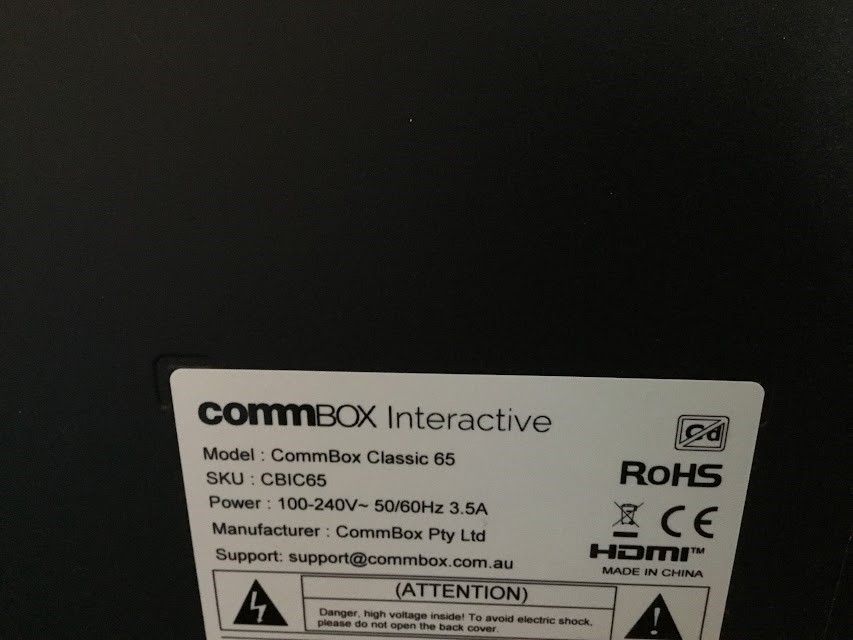 commBOX Interactive
Model : CommBox Classic 65
SKU : CBIC65
Power : 100-240V~ 50/60Hz 3.5A
Manufacturer : CommBox Pty Ltd
Support: support@commbox.com.au
Cd
RoHS
CE
HDMI™
MADE IN CHINA
(ATTENTION)
Danger, high voltage inside! To avoid electric shock,
please do not open the back cover.